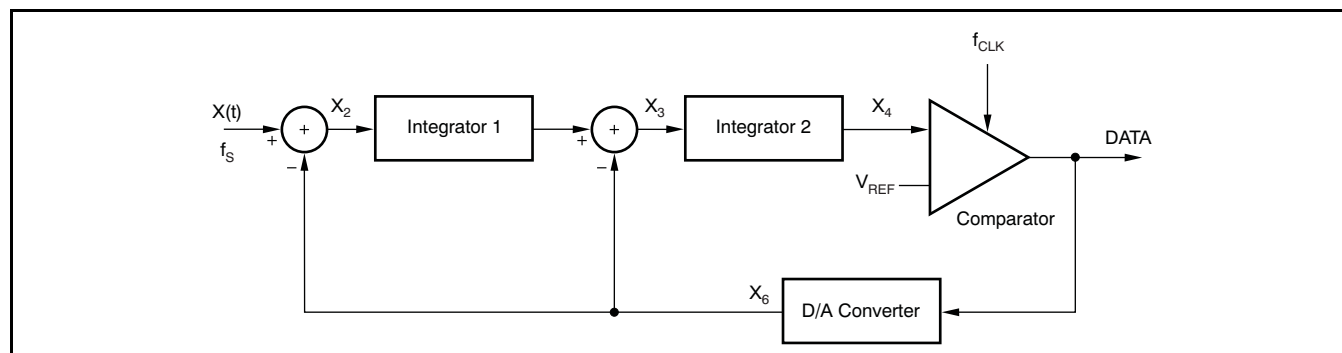 f_CLK
X(t)
f_S
+
+
−
X_2
Integrator 1
+
+
−
X_3
Integrator 2
X_4
V_REF
Comparator
DATA
X_6
D/A Converter